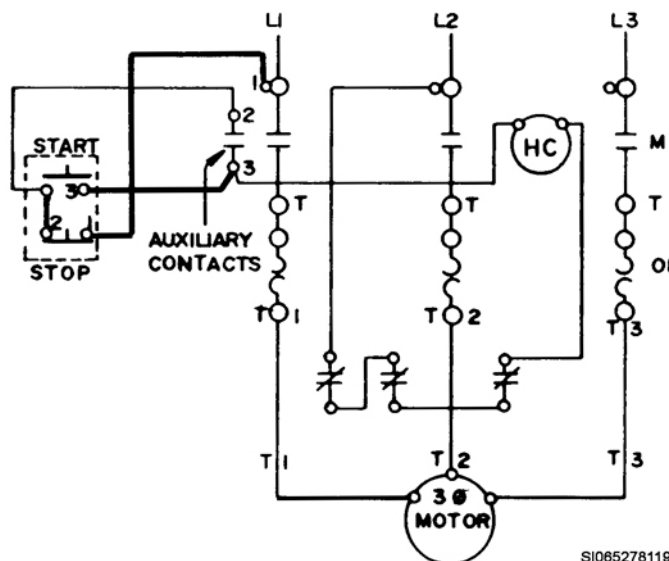 L1 L2 L3
1
2
START
HC
M
3
3
T T T
2
AUXILIARY
CONTACTS
STOP
T 1 T 2 T 3
T 1 T 2 T 3
3Ø
MOTOR
SI065278119